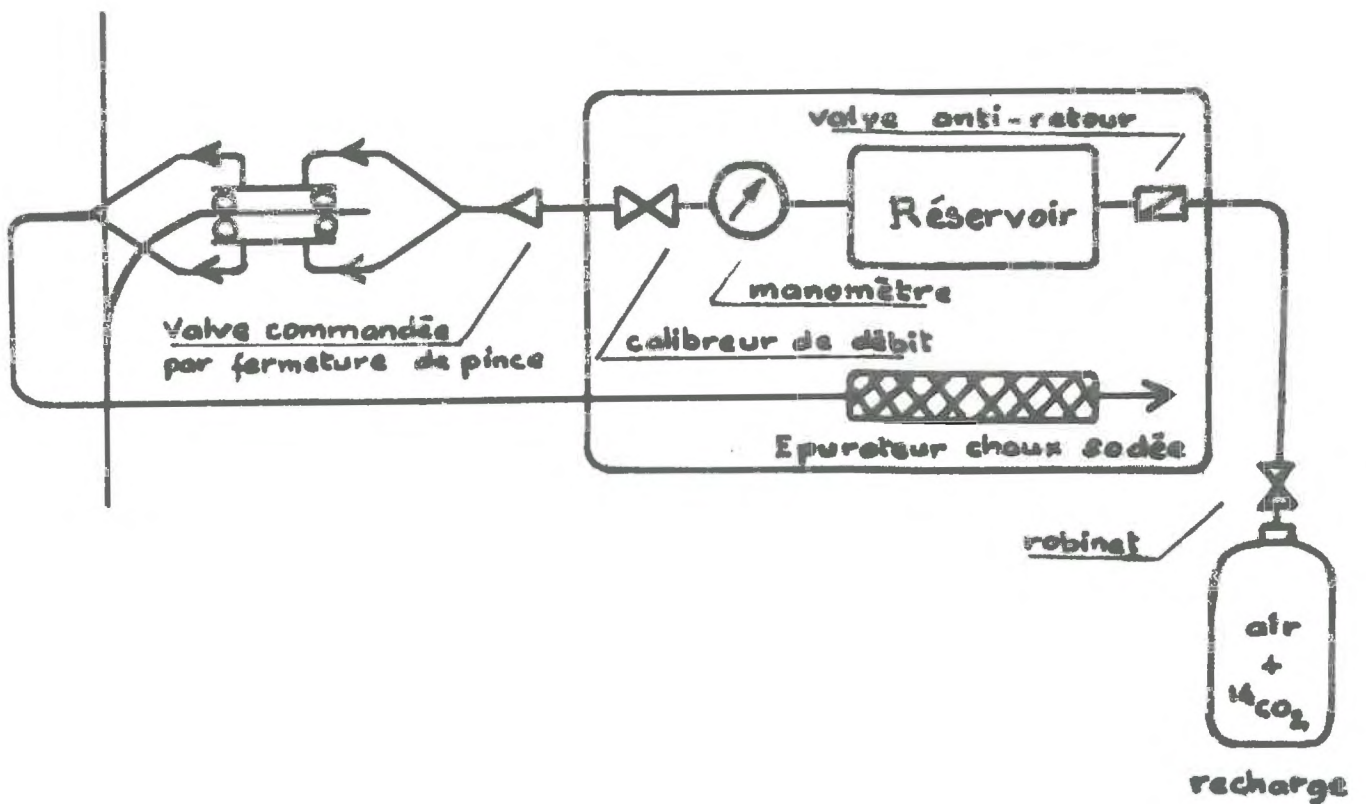 valve anti-retour
Réservoir
manomètre
Valve commandée
par fermeture de pince
calibreur de débit
Epurateur chaux sodée
robinet
air
+
14CO2
recharge